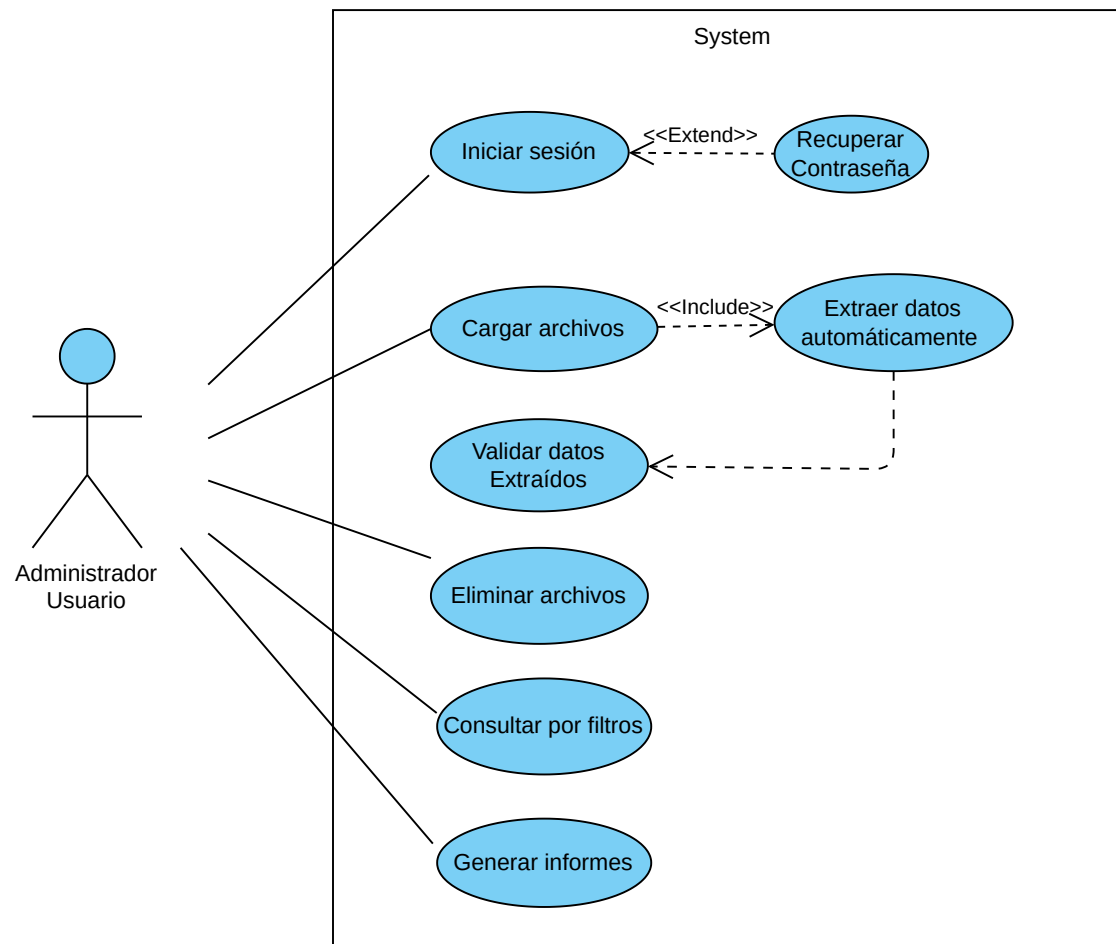 System
Iniciar sesión
<<Extend>>
Recuperar
Contraseña
Cargar archivos
<<Include>>
Extraer datos
automáticamente
Validar datos
Extraídos
Administrador
Usuario
Eliminar archivos
Consultar por filtros
Generar informes